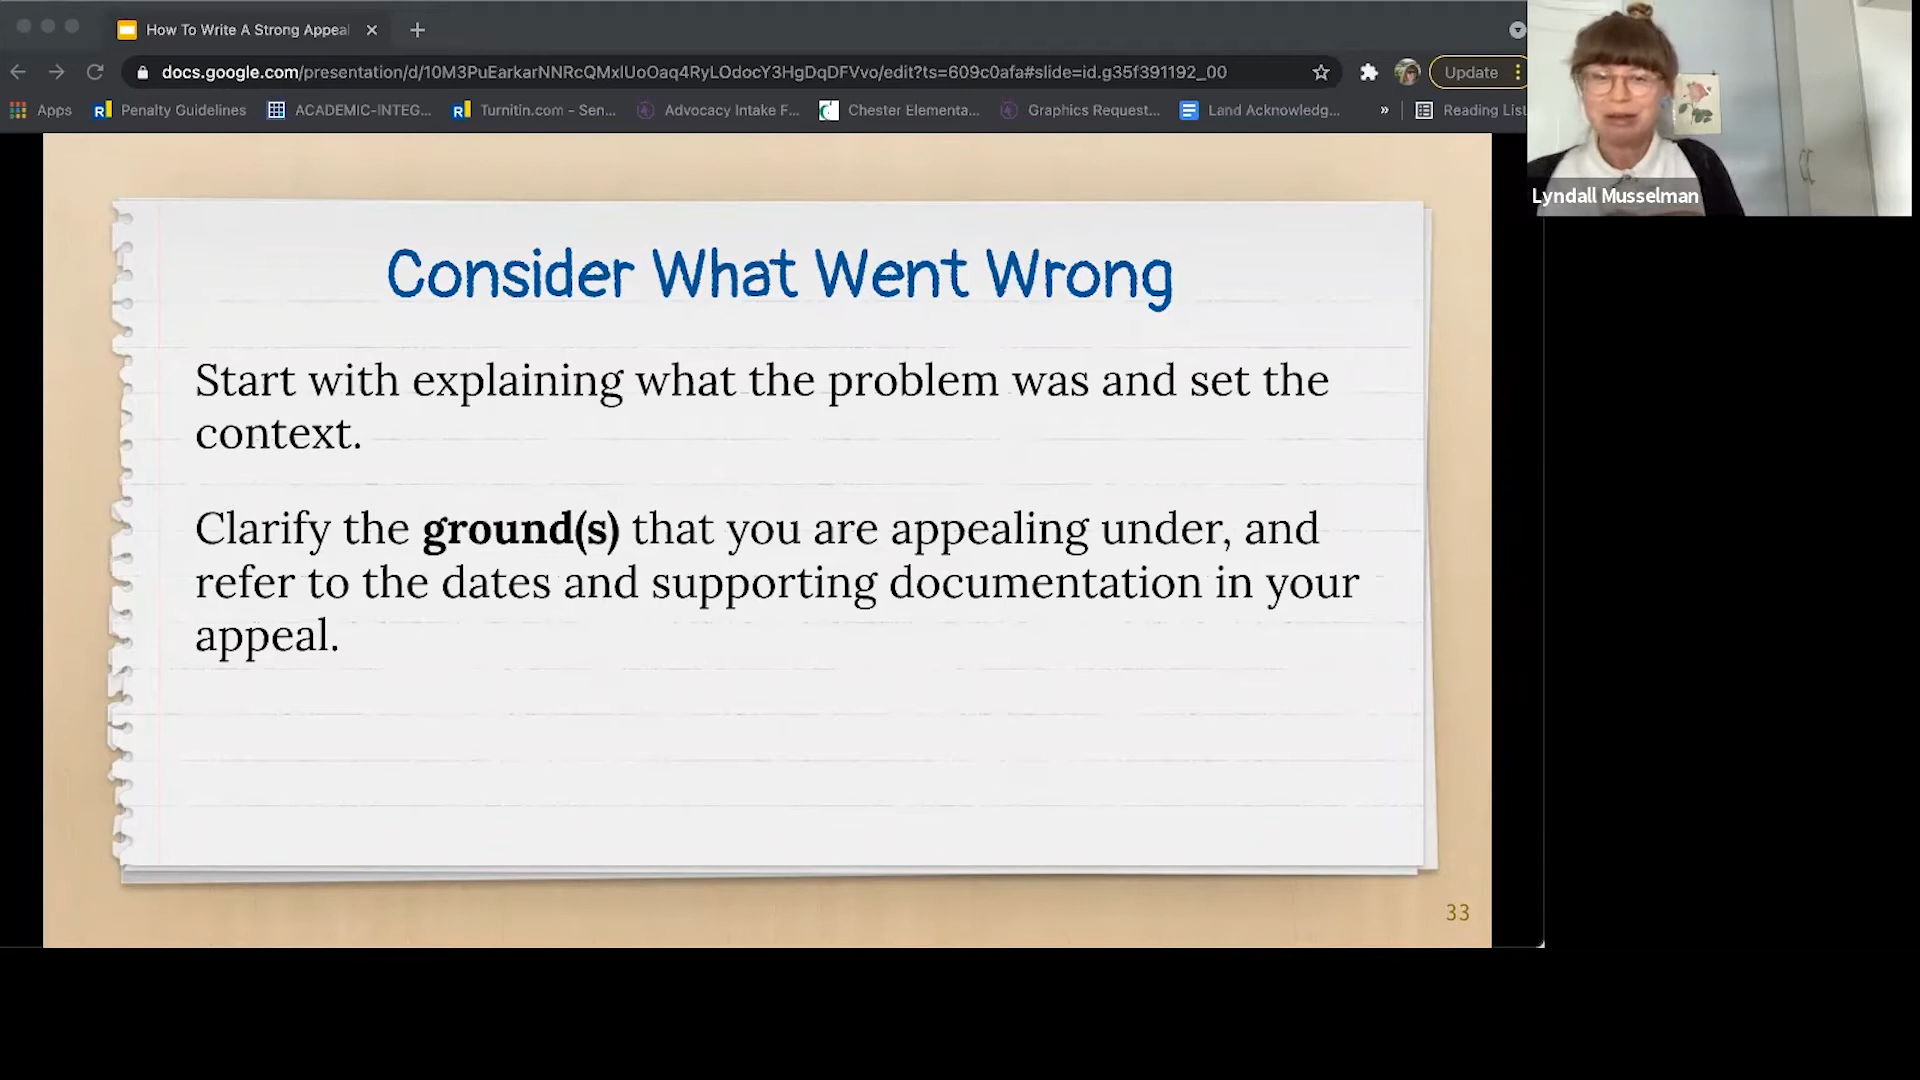 How To Write A Strong Appeal
docs.google.com/presentation/d/10M3PuEarkarNNRcQMxlUoOaq4RyLOdocY3HgDqDFVvo/edit?ts=609c0afa#slide=id.g35f391192_00
Update
Apps
Penalty Guidelines
ACADEMIC-INTEG...
Turnitin.com - Sen...
Advocacy Intake F...
Chester Elementa...
Graphics Request...
Land Acknowledg...
»
Reading List
Lyndall Musselman
Consider What Went Wrong
Start with explaining what the problem was and set the
context.
Clarify the ground(s) that you are appealing under, and
refer to the dates and supporting documentation in your
appeal.
33